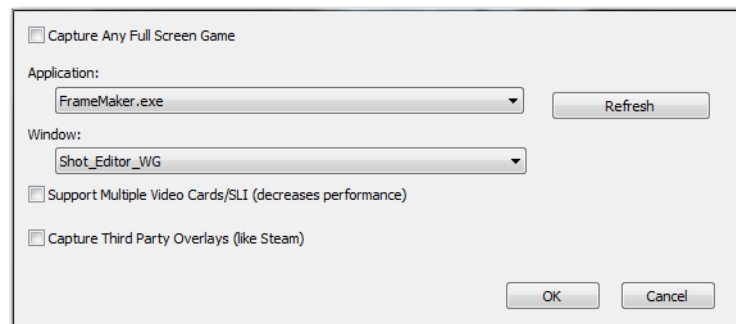 Capture Any Full Screen Game
Application:
FrameMaker.exe
Refresh
Window:
Shot_Editor_WG
Support Multiple Video Cards/SLI (decreases performance)
Capture Third Party Overlays (like Steam)
OK
Cancel